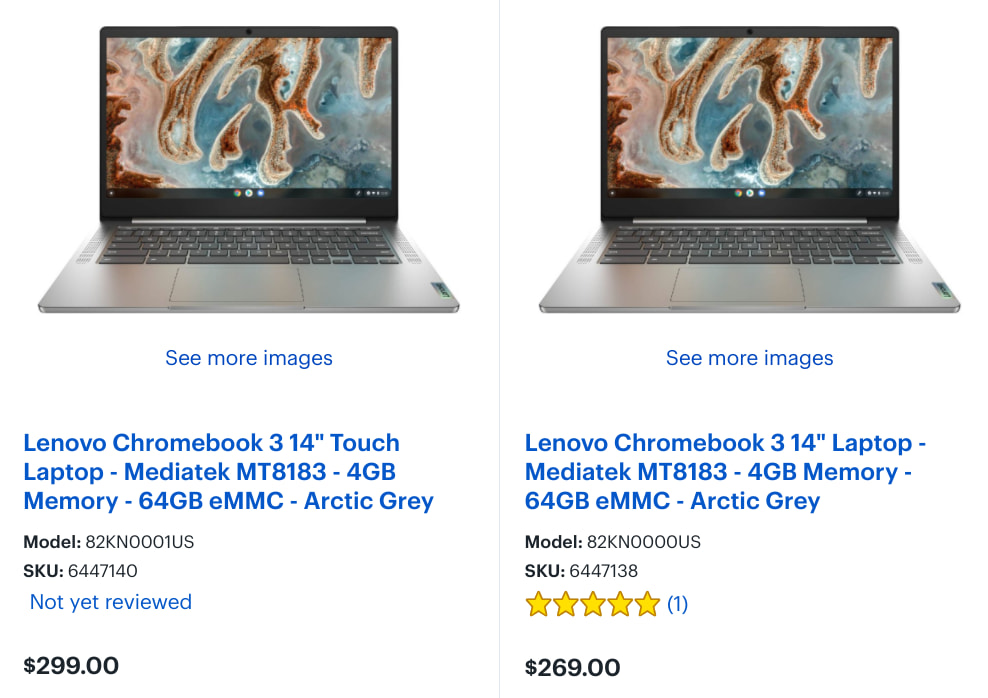 See more images
Lenovo Chromebook 3 14" Touch
Laptop - Mediatek MT8183 - 4GB
Memory - 64GB eMMC - Arctic Grey
Model: 82KN0001US
SKU: 6447140
Not yet reviewed
$299.00
See more images
Lenovo Chromebook 3 14" Laptop -
Mediatek MT8183 - 4GB Memory -
64GB eMMC - Arctic Grey
Model: 82KN0000US
SKU: 6447138
(1)
$269.00